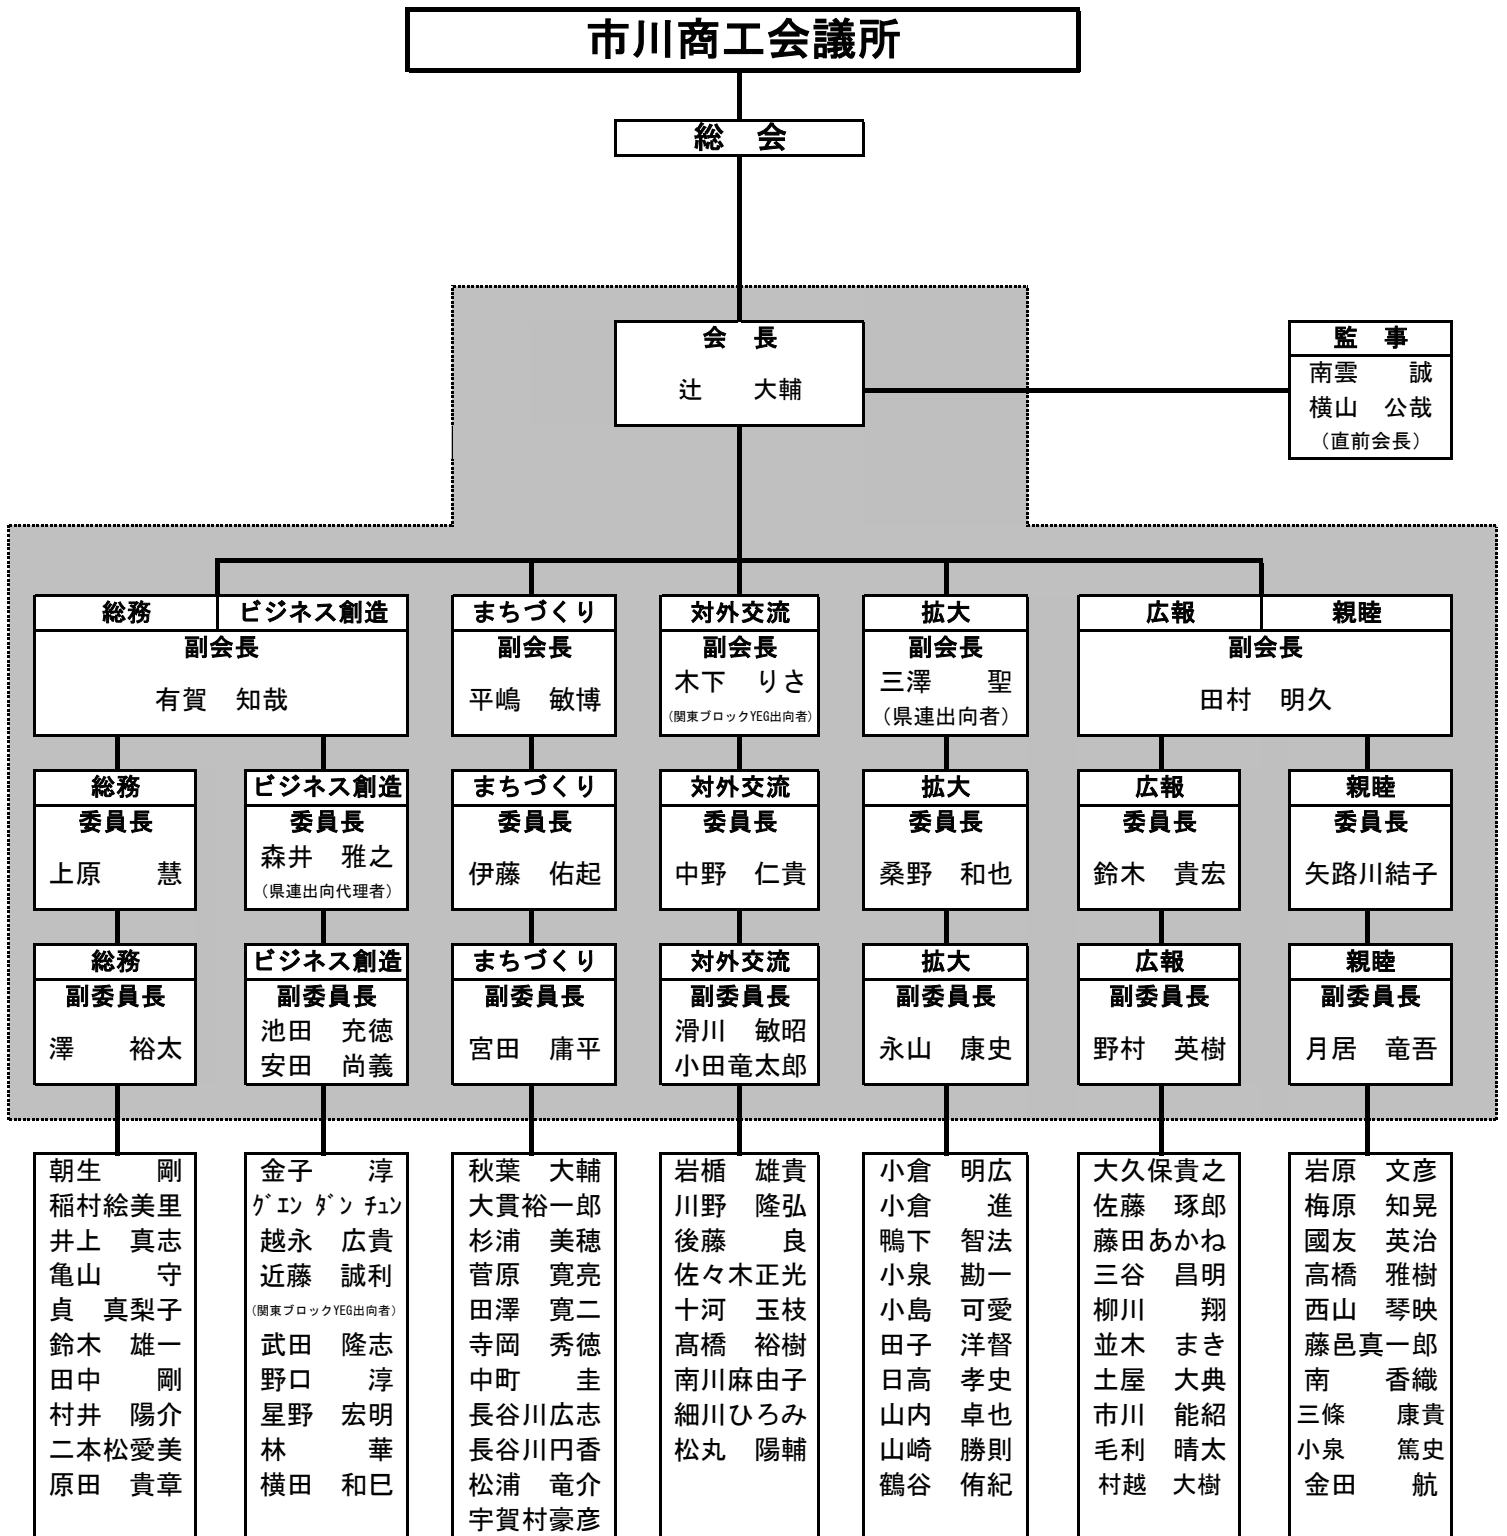 市川商工会議所
総　会
会　長
辻　　大輔
監　事
南雲　　誠
横山　公哉
（直前会長）
総務
ビジネス創造
副会長
有賀　知哉
まちづくり
副会長
平嶋　敏博
対外交流
副会長
木下　りさ
（関東ブロックYEG出向者）
拡大
副会長
三澤　　聖
（県連出向者）
広報
親睦
副会長
田村　明久
総務
委員長
上原　　慧
ビジネス創造
委員長
森井　雅之
（県連出向代理者）
まちづくり
委員長
伊藤　佑起
対外交流
委員長
中野　仁貴
拡大
委員長
桑野　和也
広報
委員長
鈴木　貴宏
親睦
委員長
矢路川結子
総務
副委員長
澤　　裕太
ビジネス創造
副委員長
池田　充徳
安田　尚義
まちづくり
副委員長
宮田　庸平
対外交流
副委員長
滑川　敏昭
小田竜太郎
拡大
副委員長
永山　康史
広報
副委員長
野村　英樹
親睦
副委員長
月居　竜吾
朝生　　剛
稲村絵美里
井上　真志
亀山　　守
貞　真梨子
鈴木　雄一
田中　　剛
村井　陽介
二本松愛美
原田　貴章
金子　　淳
ｸﾞｴﾝ ﾀﾞﾝ ﾁｭﾝ
越永　広貴
近藤　誠利
（関東ブロックYEG出向者）
武田　隆志
野口　　淳
星野　宏明
林　　　華
横田　和巳
秋葉　大輔
大貫裕一郎
杉浦　美穂
菅原　寛亮
田澤　寛二
寺岡　秀徳
中町　　圭
長谷川広志
長谷川円香
松浦　竜介
宇賀村豪彦
岩楯　雄貴
川野　隆弘
後藤　　良
佐々木正光
十河　玉枝
髙橋　裕樹
南川麻由子
細川ひろみ
松丸　陽輔
小倉　明広
小倉　　進
鴨下　智法
小泉　勘一
小島　可愛
田子　洋督
日高　孝史
山内　卓也
山崎　勝則
鶴谷　侑紀
大久保貴之
佐藤　琢郎
藤田あかね
三谷　昌明
柳川　　翔
並木　まき
土屋　大典
市川　能紹
毛利　晴太
村越　大樹
岩原　文彦
梅原　知晃
國友　英治
高橋　雅樹
西山　琴映
藤邑真一郎
南　　香織
三條　　康貴
小泉　　篤史
金田　　航